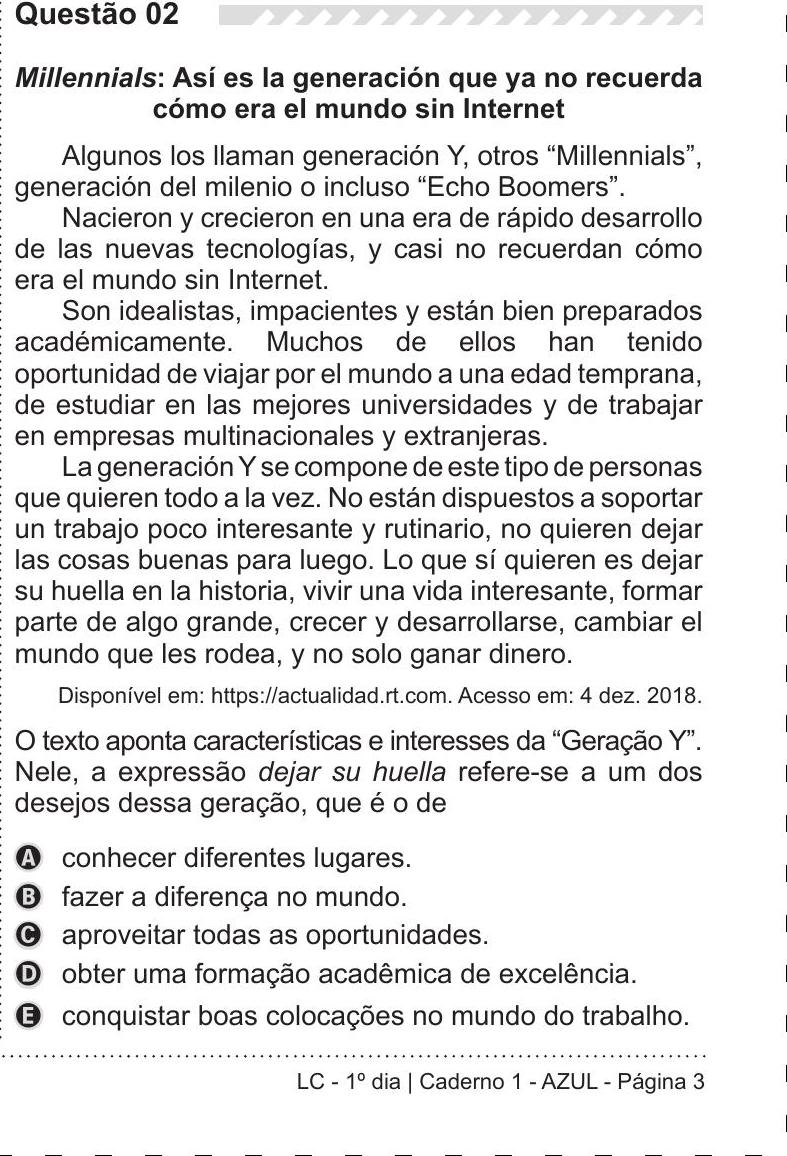 Questão 02
Millennials: Así es la generación que ya no recuerda
cómo era el mundo sin Internet
Algunos los llaman generación Y, otros “Millennials”,
generación del milenio o incluso “Echo Boomers”.
Nacieron y crecieron en una era de rápido desarrollo
de las nuevas tecnologías, y casi no recuerdan cómo
era el mundo sin Internet.
Son idealistas, impacientes y están bien preparados
académicamente. Muchos de ellos han tenido
oportunidad de viajar por el mundo a una edad temprana,
de estudiar en las mejores universidades y de trabajar
en empresas multinacionales y extranjeras.
La generación Y se compone de este tipo de personas
que quieren todo a la vez. No están dispuestos a soportar
un trabajo poco interesante y rutinario, no quieren dejar
las cosas buenas para luego. Lo que sí quieren es dejar
su huella en la historia, vivir una vida interesante, formar
parte de algo grande, crecer y desarrollarse, cambiar el
mundo que les rodea, y no solo ganar dinero.
Disponível em: https://actualidad.rt.com. Acesso em: 4 dez. 2018.
O texto aponta características e interesses da “Geração Y”.
Nele, a expressão dejar su huella refere-se a um dos
desejos dessa geração, que é o de
A conhecer diferentes lugares.
B fazer a diferença no mundo.
C aproveitar todas as oportunidades.
D obter uma formação acadêmica de excelência.
E conquistar boas colocações no mundo do trabalho.
LC - 1º dia | Caderno 1 - AZUL - Página 3